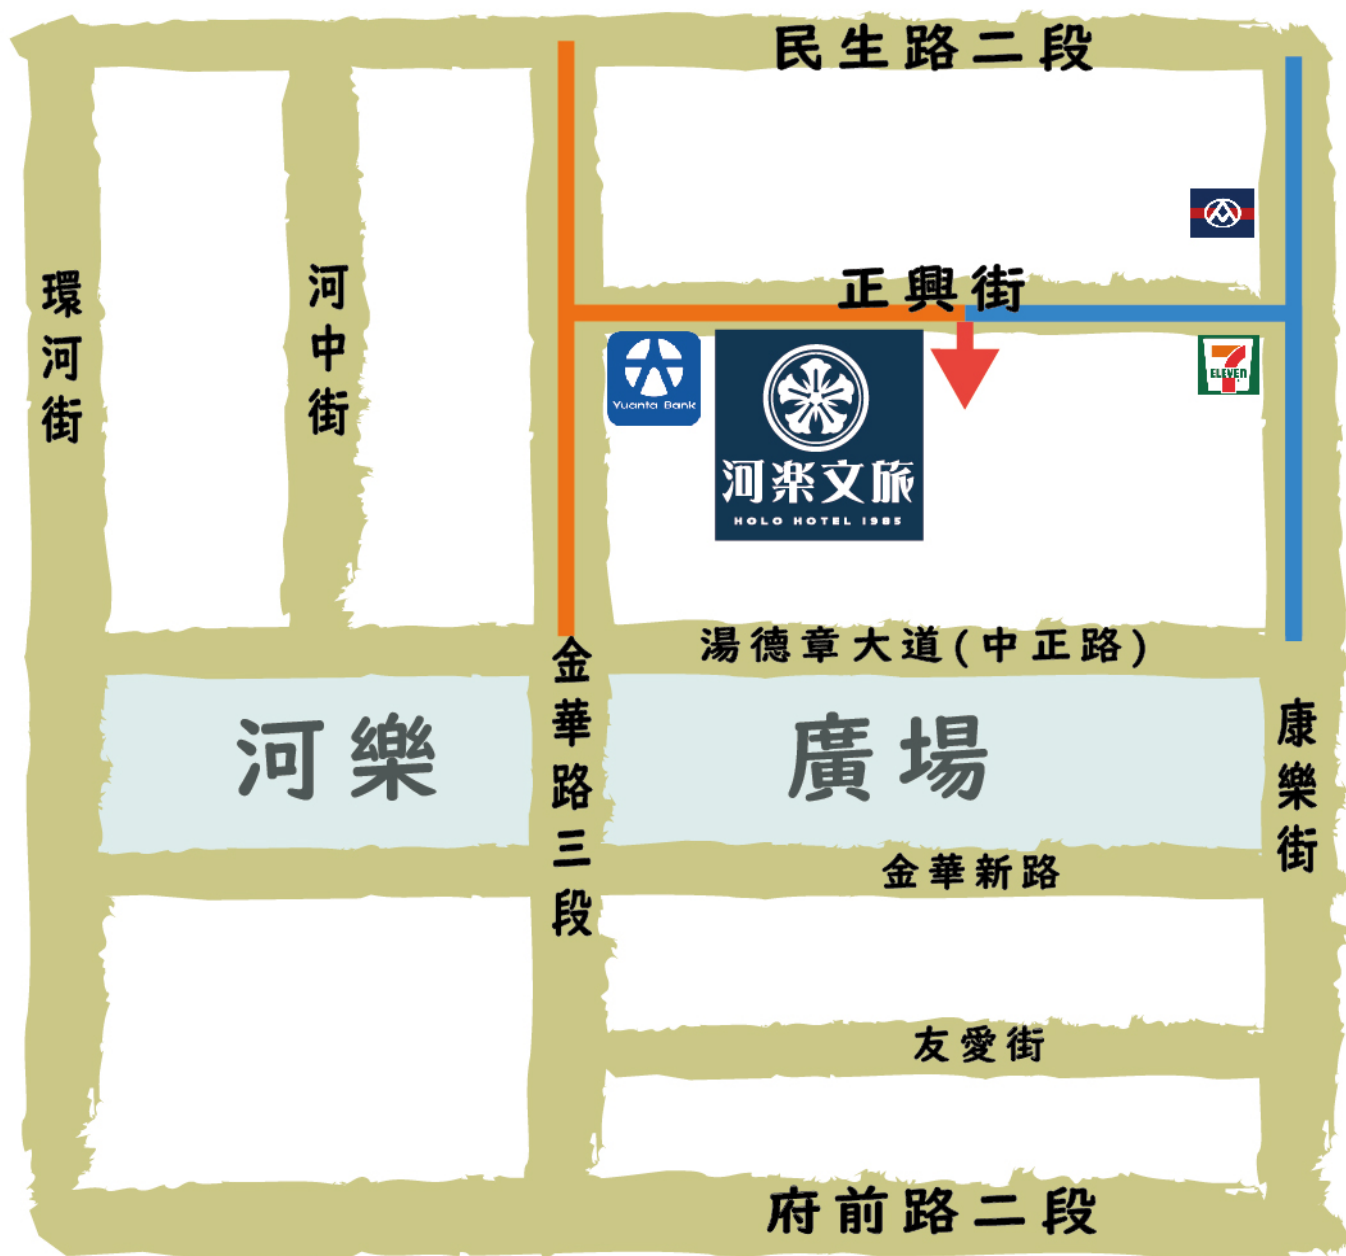 民生路二段
環河街
河中街
正興街
Yuanta Bank
河楽文旅
HOLO HOTEL 1985
7
ELEVEN
湯德章大道(中正路)
金華路三段
河樂
廣場
康樂街
金華新路
友愛街
府前路二段